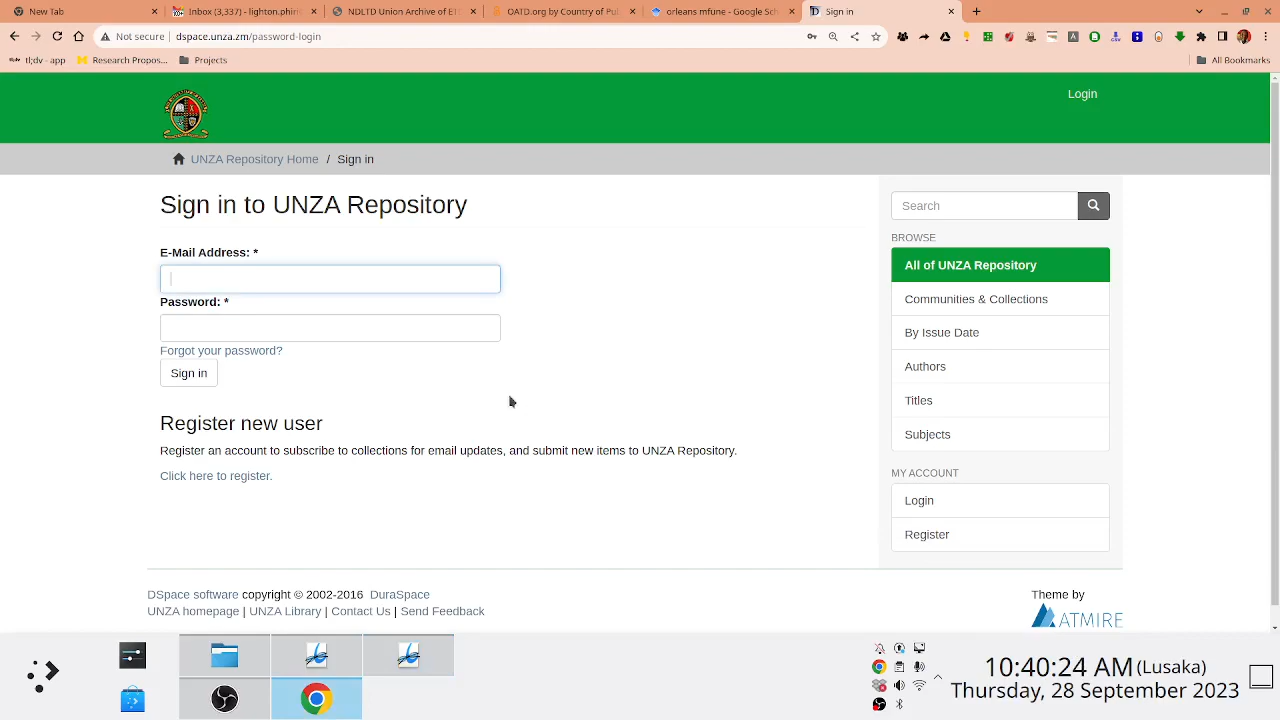 New Tab
Inbox (3,337) - lighton.phiri
NDLTD Union Archive of ET
OATD.org by Country of Pub
orleans mfune - Google Sch
Sign in
Not secure | dspace.unza.zm/password-login
tl;dv - app
Research Propos...
Projects
All Bookmarks
Login
UNZA Repository Home / Sign in
Sign in to UNZA Repository
E-Mail Address: *
Password: *
Forgot your password?
Sign in
Register new user
Register an account to subscribe to collections for email updates, and submit new items to UNZA Repository.
Click here to register.
Search
BROWSE
All of UNZA Repository
Communities & Collections
By Issue Date
Authors
Titles
Subjects
MY ACCOUNT
Login
Register
DSpace software copyright © 2002-2016 DuraSpace
UNZA homepage | UNZA Library | Contact Us | Send Feedback
Theme by
ATMIRE
10:40:24 AM (Lusaka)
Thursday, 28 September 2023